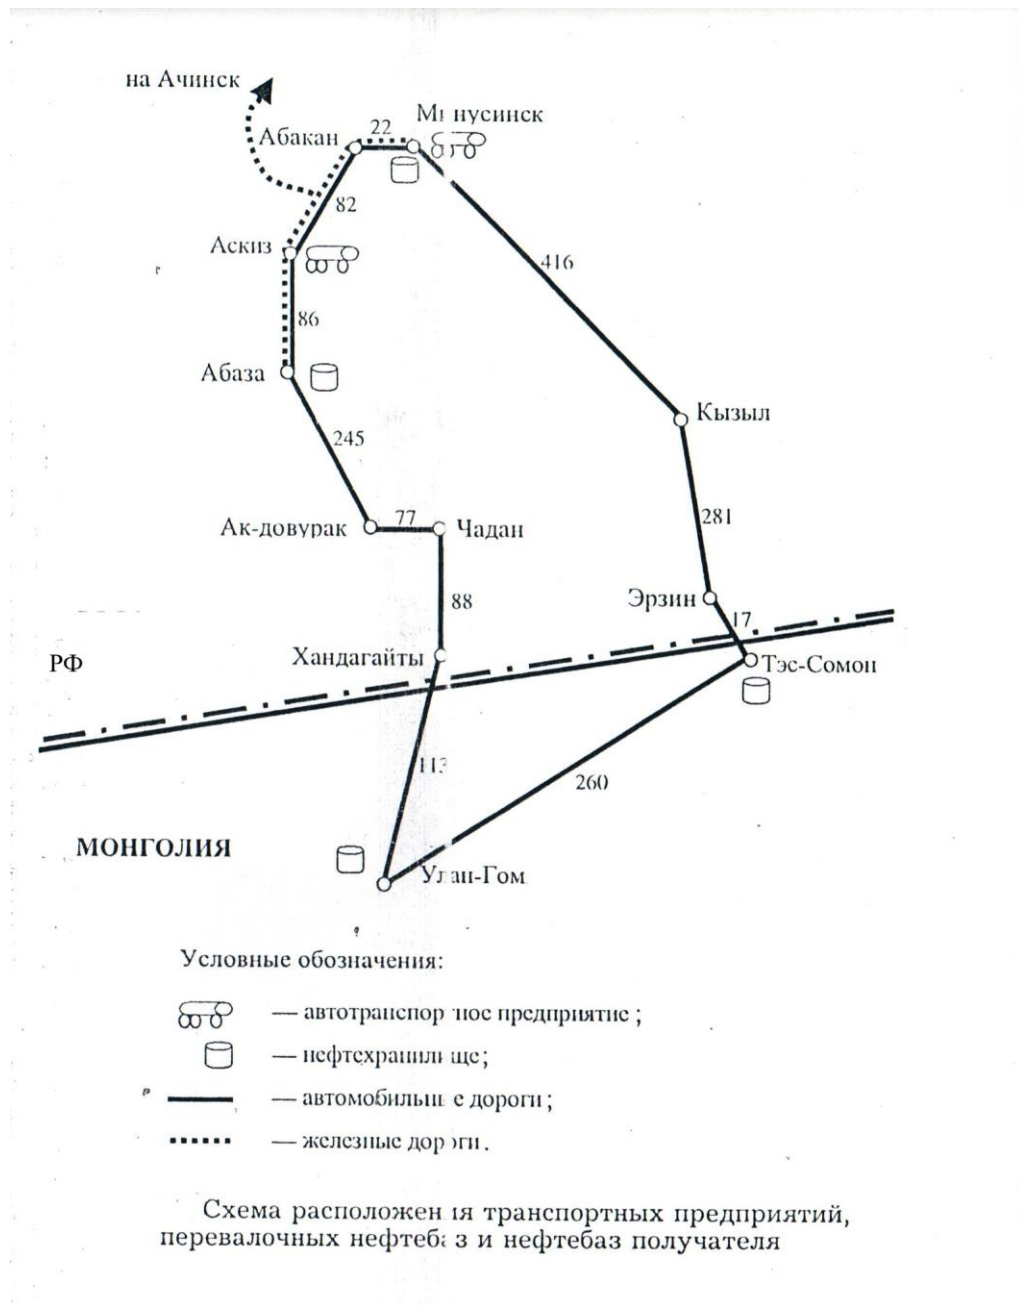 на Ачинск
Минусинск
22
Абакан
82
Аскиз
416
86
Абаза
Кызыл
245
77
Ак-довурак
Чадан
281
88
Эрзин
17
РФ
Хандагайты
Тэс-Сомон
113
260
МОНГОЛИЯ
Улан-Гом
Условные обозначения:
— автотранспортное предприятие;
— нефтехранилище;
— автомобильные дороги;
— железные дороги.
Схема расположения транспортных предприятий,
перевалочных нефтебаз и нефтебаз получателя